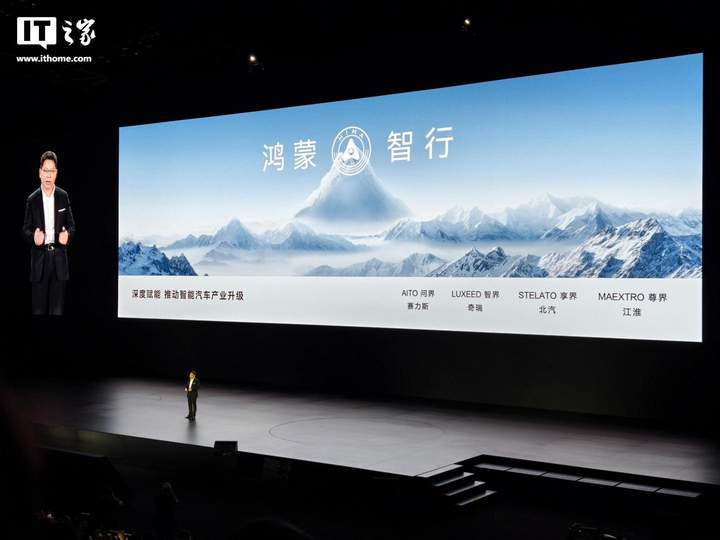 IT之家
www.ithome.com
鸿蒙 HIMA 智行
深度赋能 推动智能汽车产业升级
AITO 问界
赛力斯
LUXEED 智界
奇瑞
STELATO 享界
北汽
MAEXTRO 尊界
江淮